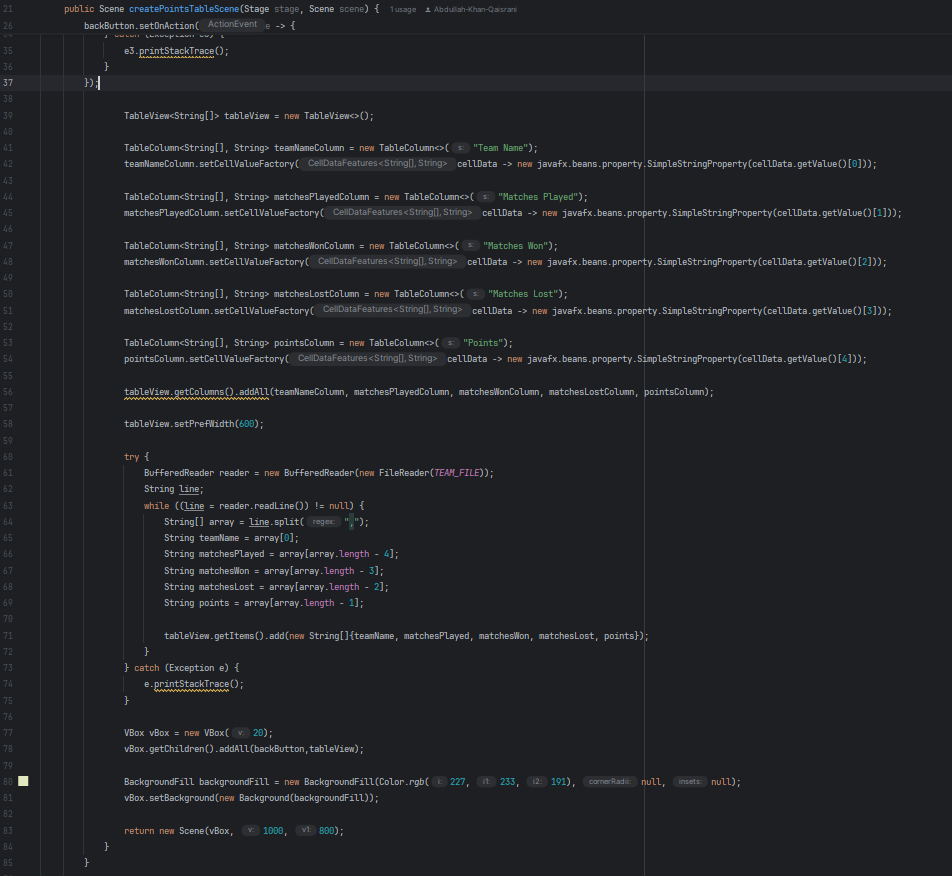 21 public Scene createPointsTableScene(Stage stage, Scene scene) { 1 usage Abdullah-Khan-Qaisrani
26 backButton.setOnAction( ActionEvent e -> {
35 e3.printStackTrace();
36 }
37 });
38
39 TableView<String[]> tableView = new TableView<>();
40
41 TableColumn<String[], String> teamNameColumn = new TableColumn<>( s: "Team Name");
42 teamNameColumn.setCellValueFactory( CellDataFeatures<String[], String> cellData -> new javafx.beans.property.SimpleStringProperty(cellData.getValue()[0]));
43
44 TableColumn<String[], String> matchesPlayedColumn = new TableColumn<>( s: "Matches Played");
45 matchesPlayedColumn.setCellValueFactory( CellDataFeatures<String[], String> cellData -> new javafx.beans.property.SimpleStringProperty(cellData.getValue()[1]));
46
47 TableColumn<String[], String> matchesWonColumn = new TableColumn<>( s: "Matches Won");
48 matchesWonColumn.setCellValueFactory( CellDataFeatures<String[], String> cellData -> new javafx.beans.property.SimpleStringProperty(cellData.getValue()[2]));
49
50 TableColumn<String[], String> matchesLostColumn = new TableColumn<>( s: "Matches Lost");
51 matchesLostColumn.setCellValueFactory( CellDataFeatures<String[], String> cellData -> new javafx.beans.property.SimpleStringProperty(cellData.getValue()[3]));
52
53 TableColumn<String[], String> pointsColumn = new TableColumn<>( s: "Points");
54 pointsColumn.setCellValueFactory( CellDataFeatures<String[], String> cellData -> new javafx.beans.property.SimpleStringProperty(cellData.getValue()[4]));
55
56 tableView.getColumns().addAll(teamNameColumn, matchesPlayedColumn, matchesWonColumn, matchesLostColumn, pointsColumn);
57
58 tableView.setPrefWidth(600);
59
60 try {
61 BufferedReader reader = new BufferedReader(new FileReader(TEAM_FILE));
62 String line;
63 while ((line = reader.readLine()) != null) {
64 String[] array = line.split( regex: ",");
65 String teamName = array[0];
66 String matchesPlayed = array[array.length - 4];
67 String matchesWon = array[array.length - 3];
68 String matchesLost = array[array.length - 2];
69 String points = array[array.length - 1];
70
71 tableView.getItems().add(new String[]{teamName, matchesPlayed, matchesWon, matchesLost, points});
72 }
73 } catch (Exception e) {
74 e.printStackTrace();
75 }
76
77 VBox vBox = new VBox( v: 20);
78 vBox.getChildren().addAll(backButton,tableView);
79
80 BackgroundFill backgroundFill = new BackgroundFill(Color.rgb( i: 227, i1: 233, i2: 191), cornerRadii: null, insets: null);
81 vBox.setBackground(new Background(backgroundFill));
82
83 return new Scene(vBox, v: 1000, v1: 800);
84 }
85 }